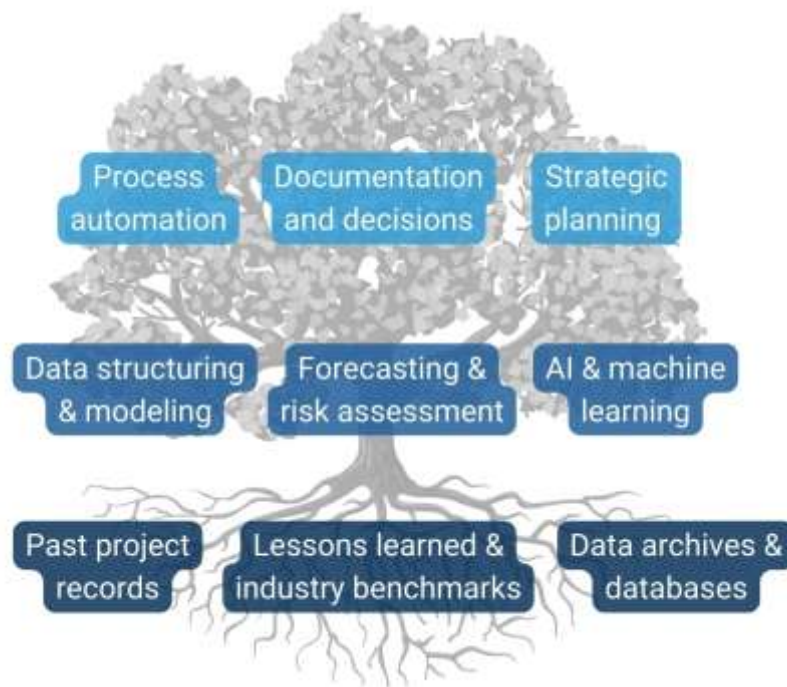 Process
automation
Documentation
and decisions
Strategic
planning
Data structuring
& modeling
Forecasting &
risk assessment
AI & machine
learning
Past project
records
Lessons learned &
industry benchmarks
Data archives &
databases